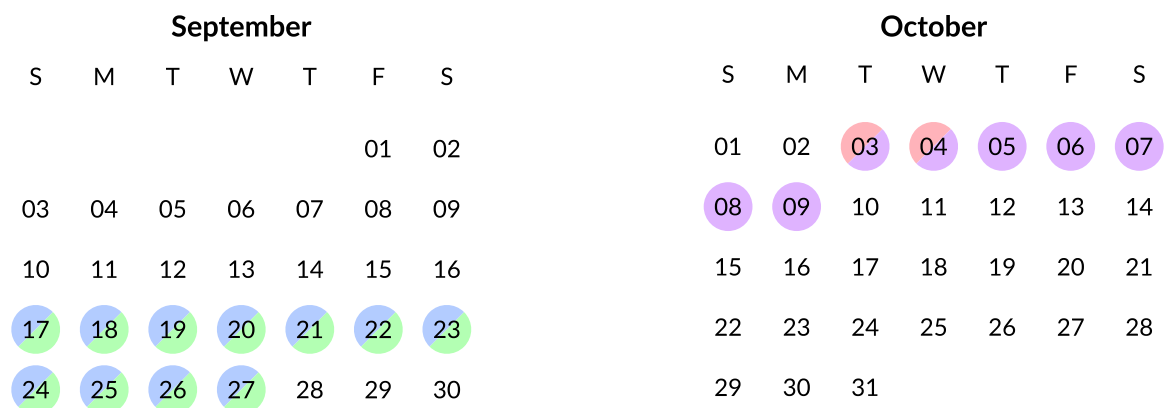 September
S M T W T F S
01 02
03 04 05 06 07 08 09
10 11 12 13 14 15 16
17 18 19 20 21 22 23
24 25 26 27 28 29 30
October
S M T W T F S
01 02 03 04 05 06 07
08 09 10 11 12 13 14
15 16 17 18 19 20 21
22 23 24 25 26 27 28
29 30 31